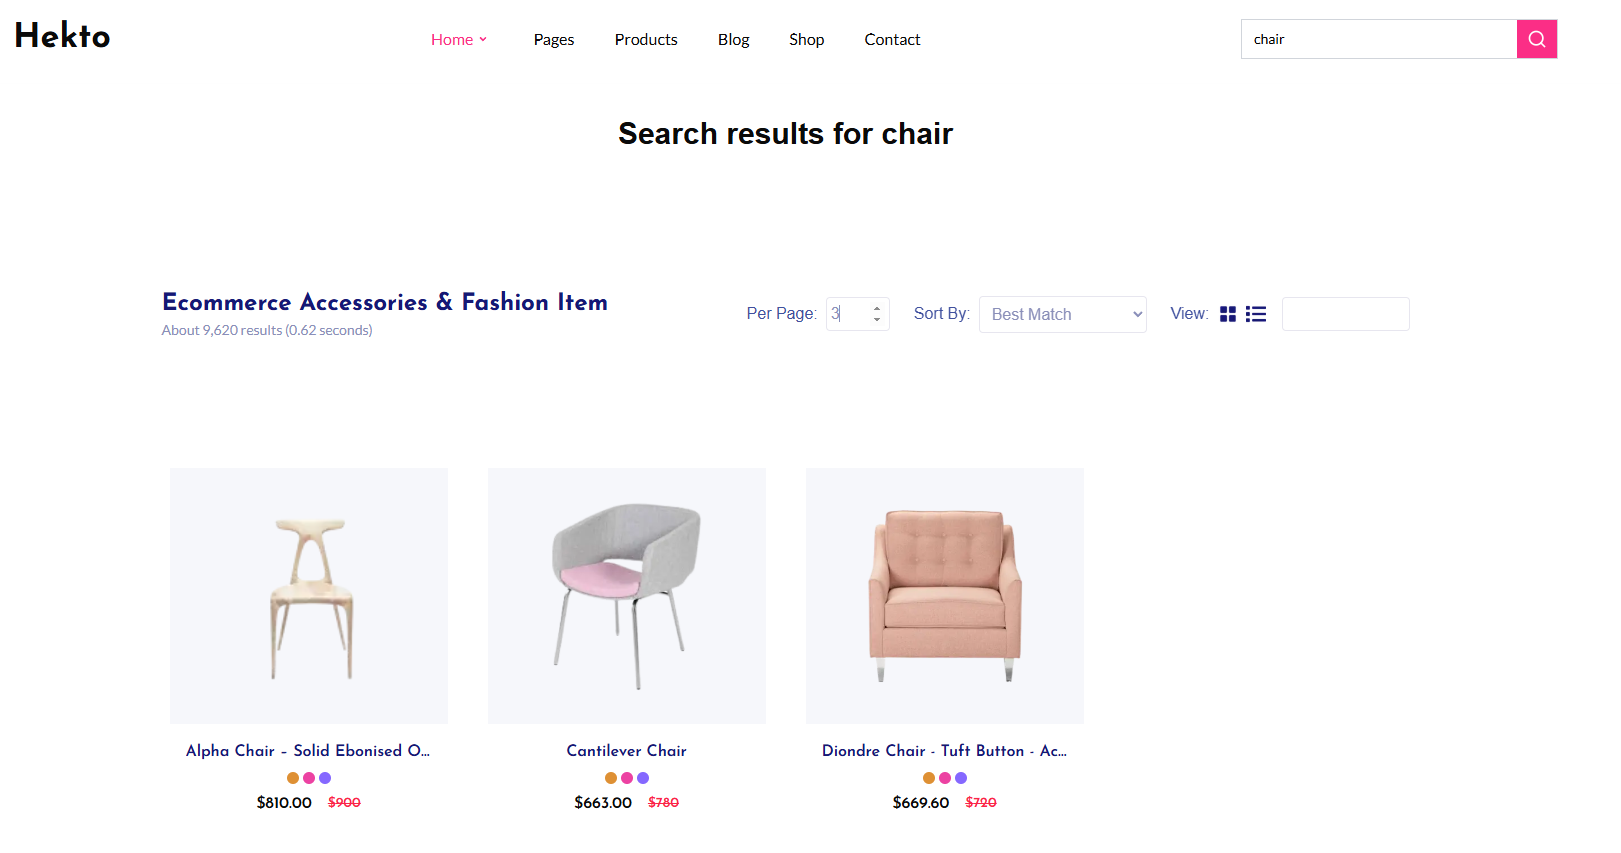 Hekto
Home Pages Products Blog Shop Contact
chair
Search results for chair
Ecommerce Accessories & Fashion Item
About 9,620 results (0.62 seconds)
Per Page: 3 Sort By: Best Match View:
Alpha Chair – Solid Ebonised O...
$810.00 $900
Cantilever Chair
$663.00 $780
Diondre Chair - Tuft Button - Ac...
$669.60 $720